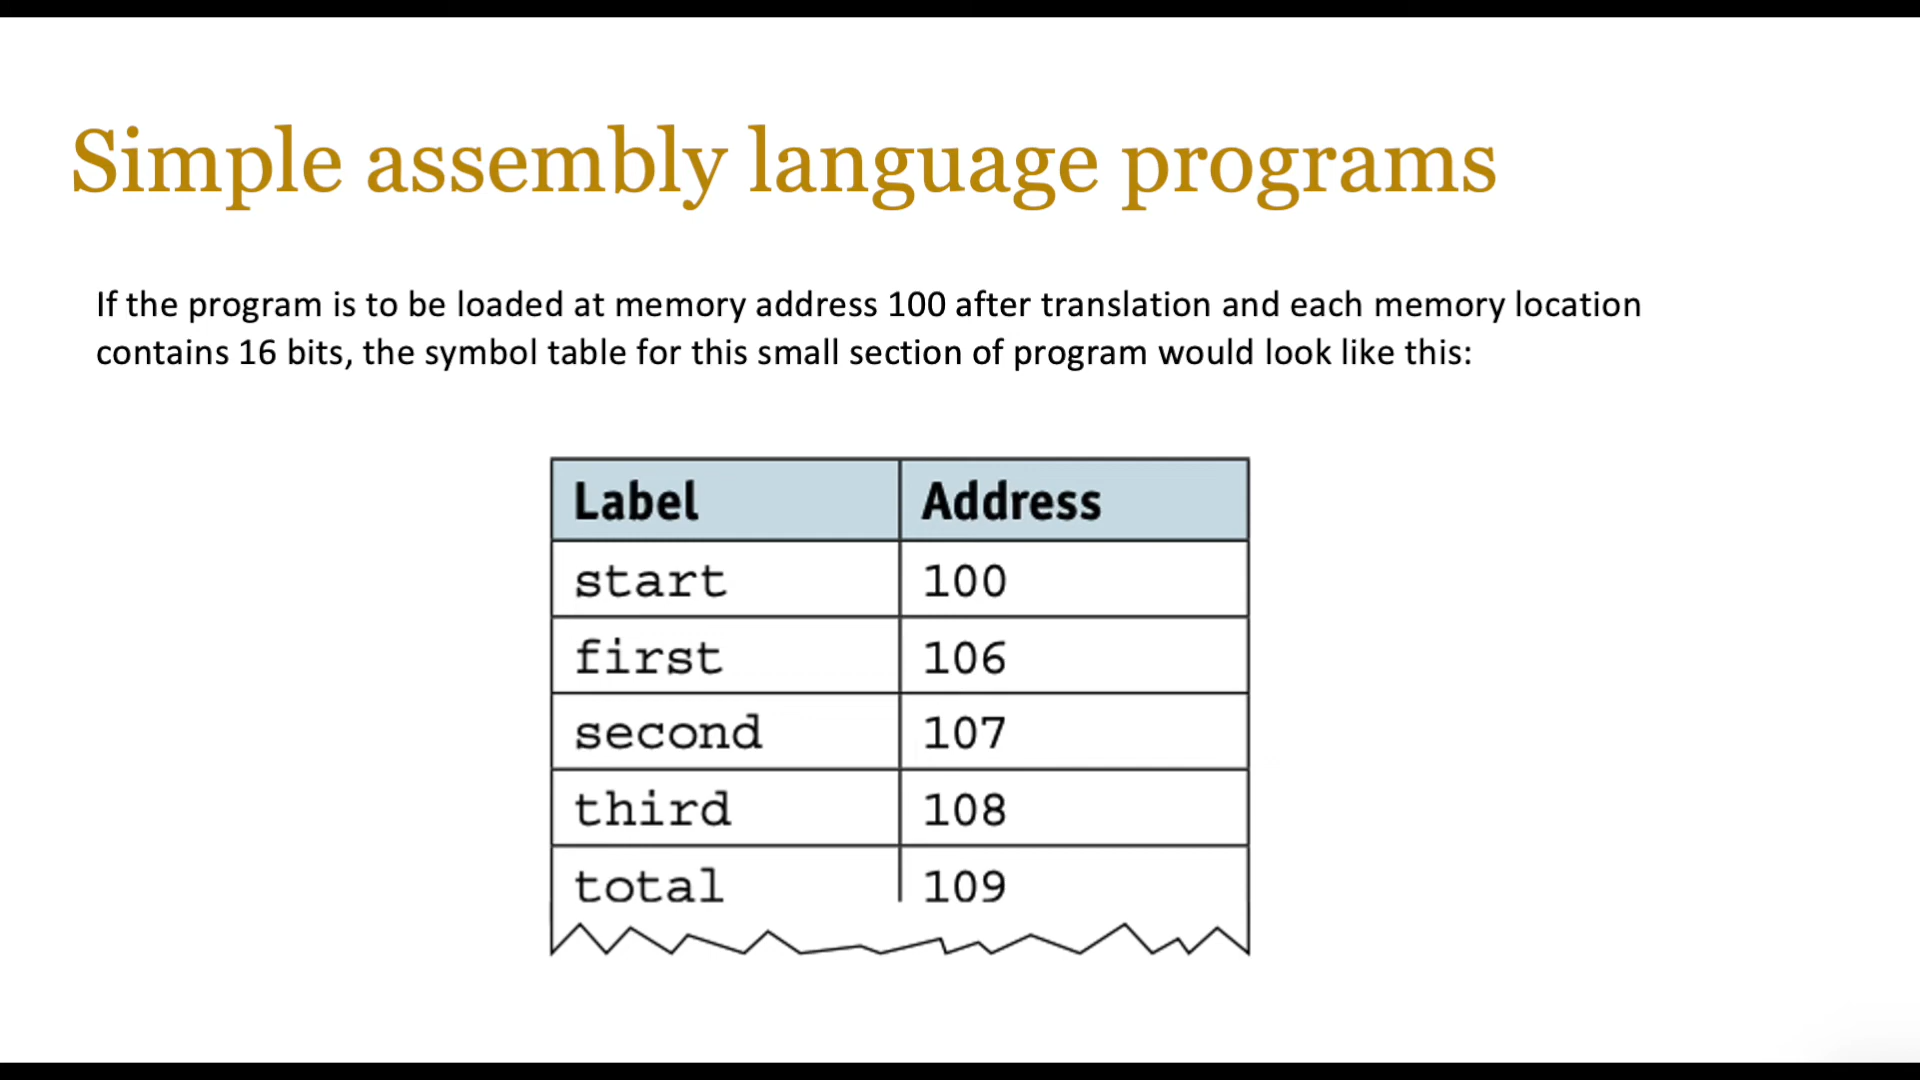 Simple assembly language programs
If the program is to be loaded at memory address 100 after translation and each memory location
contains 16 bits, the symbol table for this small section of program would look like this:
Label Address
start 100
first 106
second 107
third 108
total 109